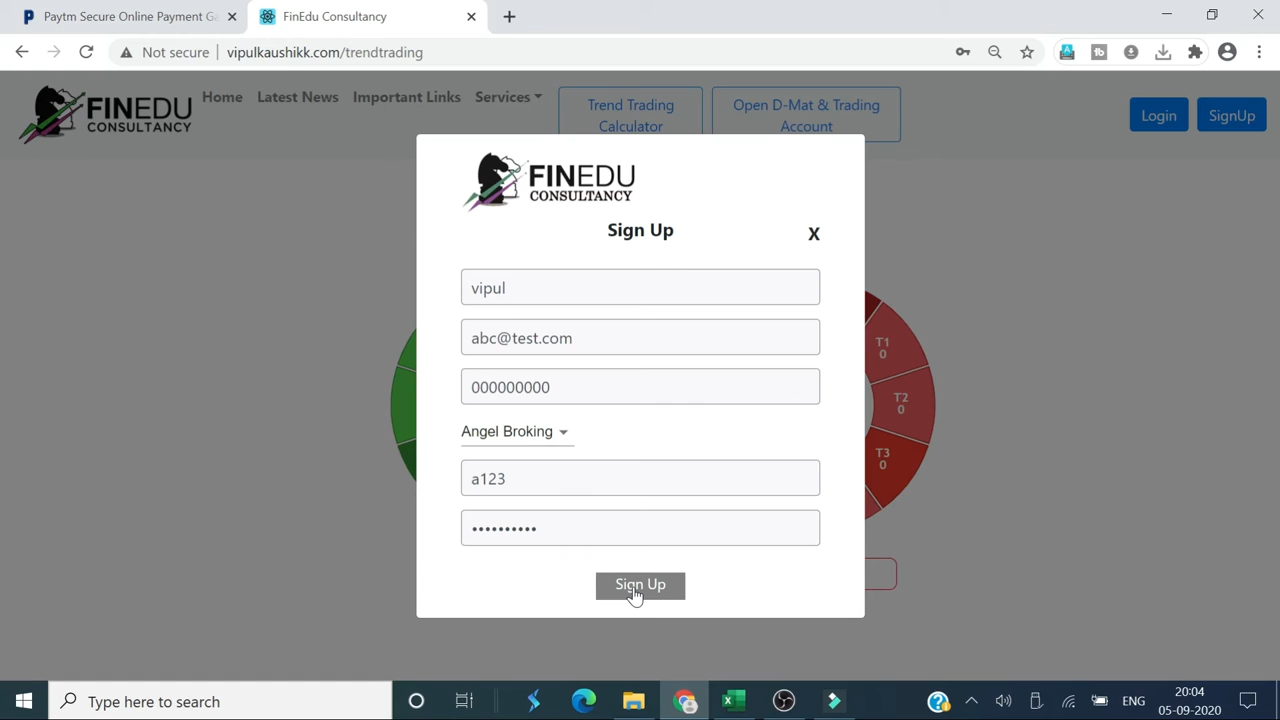 Paytm Secure Online Payment Ga
FinEdu Consultancy
Not secure
vipulkaushikk.com/trendtrading
FINEDU
CONSULTANCY
Home
Latest News
Important Links
Services
Trend Trading
Calculator
Open D-Mat & Trading
Account
Login
SignUp
FINEDU
CONSULTANCY
Sign Up
X
vipul
abc@test.com
000000000
Angel Broking
a123
••••••••••
Sign Up
T1
0
T2
0
T3
0
Type here to search
ENG
20:04
05-09-2020